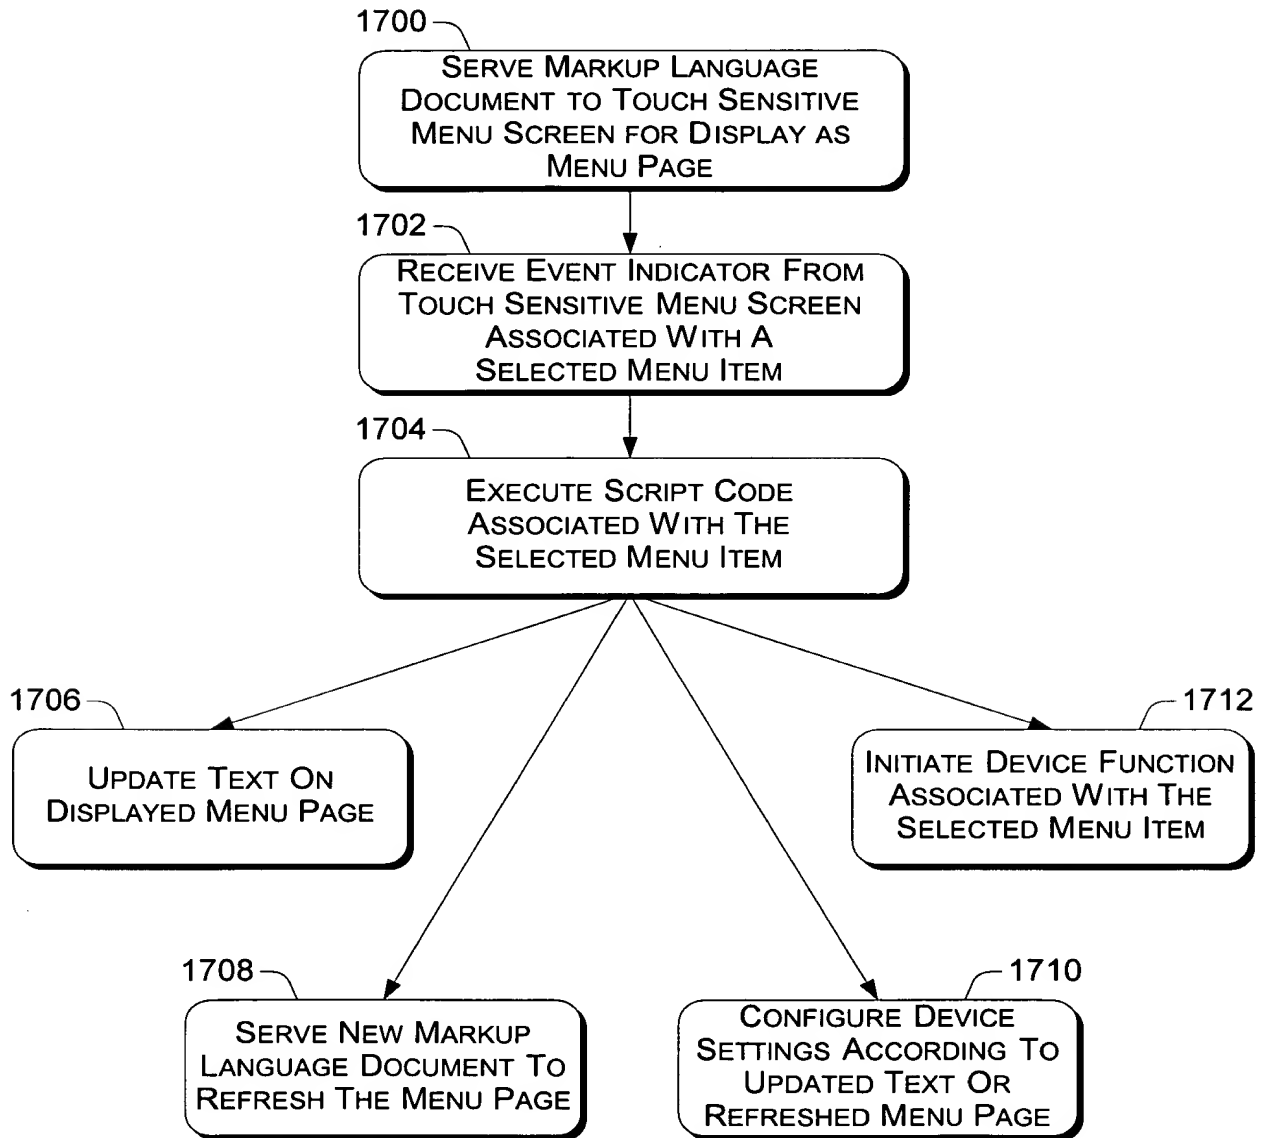 1700
SERVE MARKUP LANGUAGE
DOCUMENT TO TOUCH SENSITIVE
MENU SCREEN FOR DISPLAY AS
MENU PAGE
1702
RECEIVE EVENT INDICATOR FROM
TOUCH SENSITIVE MENU SCREEN
ASSOCIATED WITH A
SELECTED MENU ITEM
1704
EXECUTE SCRIPT CODE
ASSOCIATED WITH THE
SELECTED MENU ITEM
1706
UPDATE TEXT ON
DISPLAYED MENU PAGE
1712
INITIATE DEVICE FUNCTION
ASSOCIATED WITH THE
SELECTED MENU ITEM
1708
SERVE NEW MARKUP
LANGUAGE DOCUMENT TO
REFRESH THE MENU PAGE
1710
CONFIGURE DEVICE
SETTINGS ACCORDING TO
UPDATED TEXT OR
REFRESHED MENU PAGE